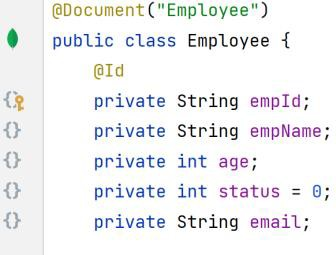 @Document("Employee")
public class Employee {
@Id
private String empId;
private String empName;
private int age;
private int status = 0;
private String email;